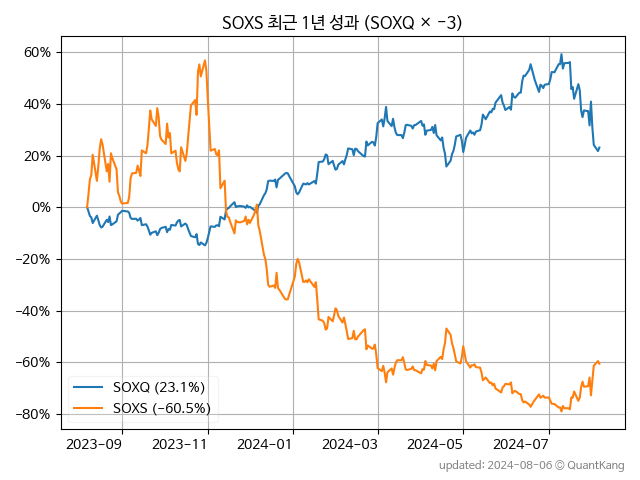 SOXS 최근 1년 성과 (SOXQ × −3)
60%
40%
20%
0%
−20%
−40%
−60%
−80%
SOXQ (23.1%)
SOXS (−60.5%)
2023−09 2023−11 2024−01 2024−03 2024−05 2024−07
updated: 2024-08-06 © QuantKang